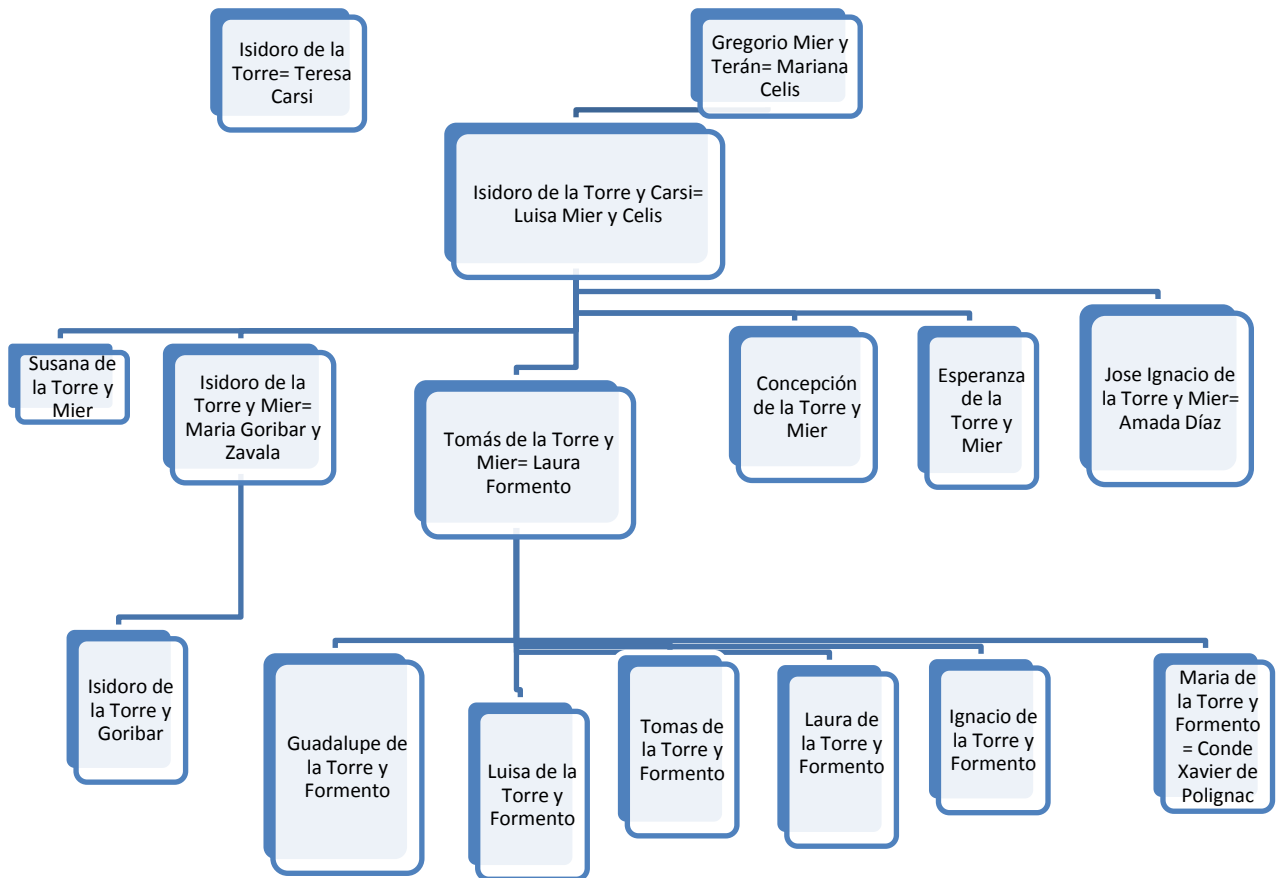 Isidoro de la
Torre= Teresa
Carsi
Gregorio Mier y
Terán= Mariana
Celis
Isidoro de la Torre y Carsi=
Luisa Mier y Celis
Susana de
la Torre y
Mier
Isidoro de la
Torre y Mier=
Maria Goribar y
Zavala
Tomás de la Torre y
Mier= Laura
Formento
Concepción
de la Torre y
Mier
Esperanza
de la
Torre y
Mier
Jose Ignacio de
la Torre y Mier=
Amada Díaz
Isidoro de
la Torre y
Goribar
Guadalupe de
la Torre y
Formento
Luisa de la
Torre y
Formento
Tomas de
la Torre y
Formento
Laura de
la Torre y
Formento
Ignacio de
la Torre y
Formento
Maria de
la Torre y
Formento
= Conde
Xavier de
Polignac